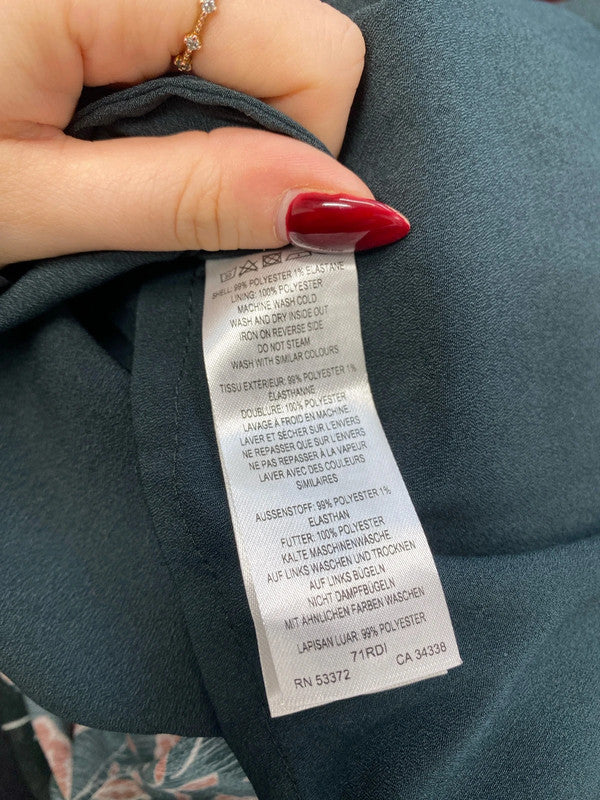 SHELL: 99% POLYESTER 1% ELASTANE
LINING: 100% POLYESTER
MACHINE WASH COLD
WASH AND DRY INSIDE OUT
IRON ON REVERSE SIDE
DO NOT STEAM
WASH WITH SIMILAR COLOURS
TISSU EXTÉRIEUR: 99% POLYESTER 1%
ÉLASTHANNE
DOUBLURE: 100% POLYESTER
LAVAGE À FROID EN MACHINE
LAVER ET SÉCHER SUR L'ENVERS
NE REPASSER QUE SUR L'ENVERS
NE PAS REPASSER À LA VAPEUR
LAVER AVEC DES COULEURS
SIMILAIRES
AUSSENSTOFF: 99% POLYESTER 1%
ELASTHAN
FUTTER: 100% POLYESTER
KALTE MASCHINENWÄSCHE
AUF LINKS WASCHEN UND TROCKNEN
AUF LINKS BÜGELN
NICHT DAMPFBÜGELN
MIT ÄHNLICHEN FARBEN WASCHEN
LAPISAN LUAR: 99% POLYESTER
71RDI
RN 53372 CA 34338